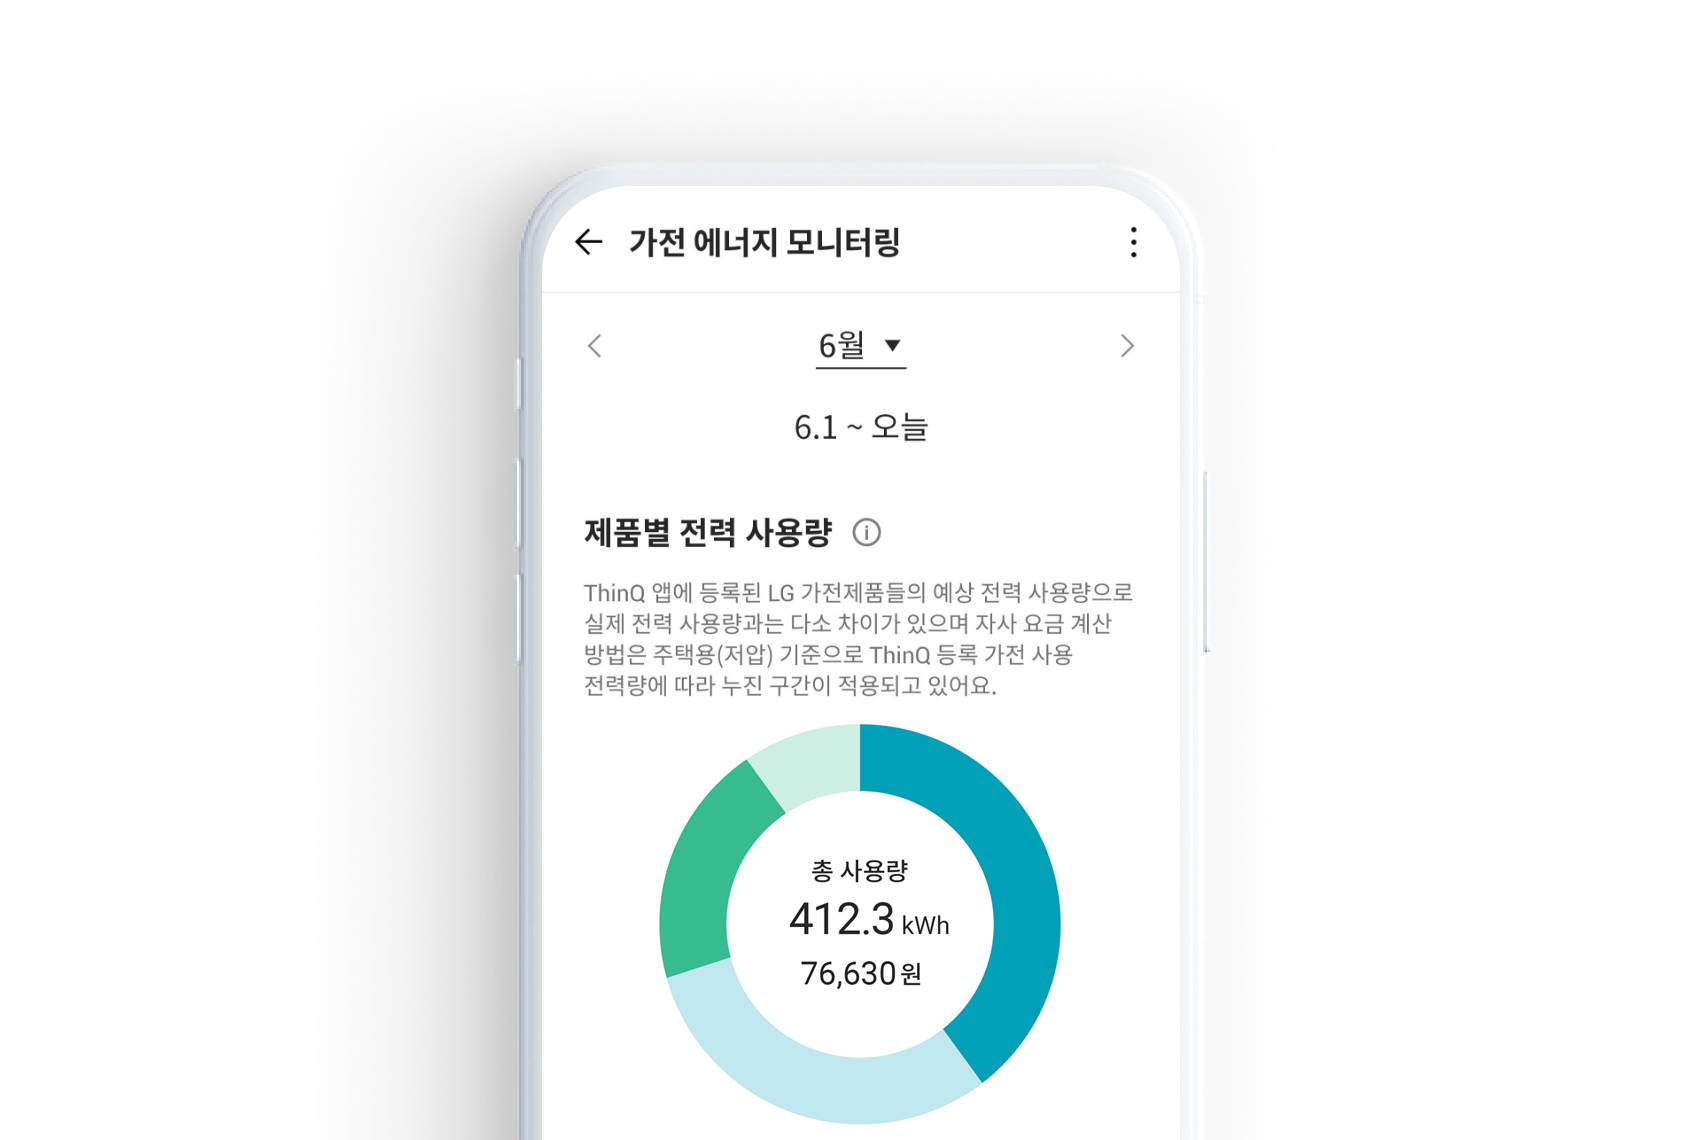 가전 에너지 모니터링
6월
6.1 ~ 오늘
제품별 전력 사용량
ThinQ 앱에 등록된 LG 가전제품들의 예상 전력 사용량으로
실제 전력 사용량과는 다소 차이가 있으며 자사 요금 계산
방법은 주택용(저압) 기준으로 ThinQ 등록 가전 사용
전력량에 따라 누진 구간이 적용되고 있어요.
총 사용량
412.3 kWh
76,630원